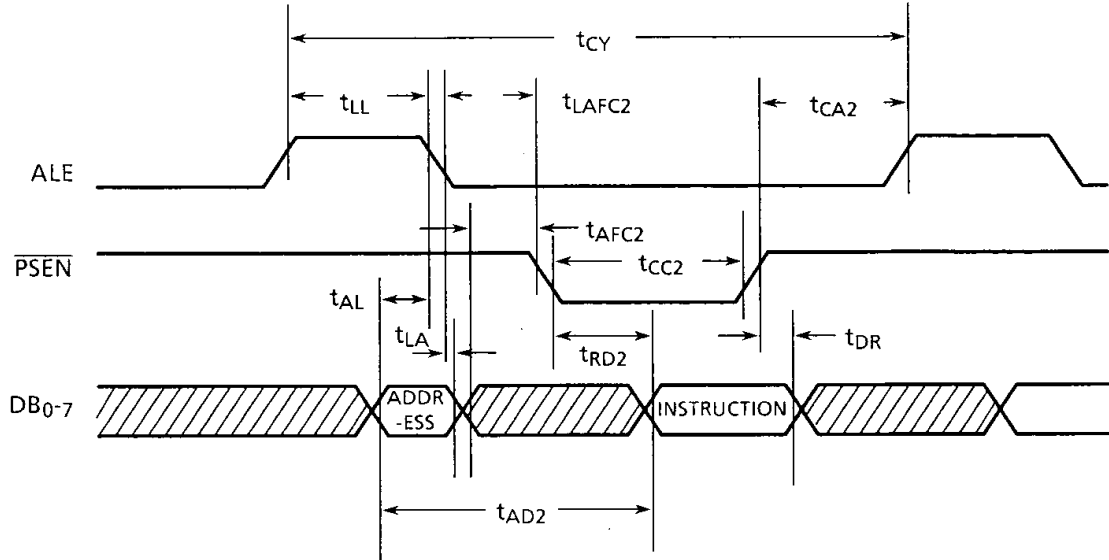 tCY
tLL
tLAFC2
tCA2
ALE
tAFC2
PSEN
tCC2
tAL
tLA
tRD2
tDR
DB0-7
ADDR
-ESS
INSTRUCTION
tAD2